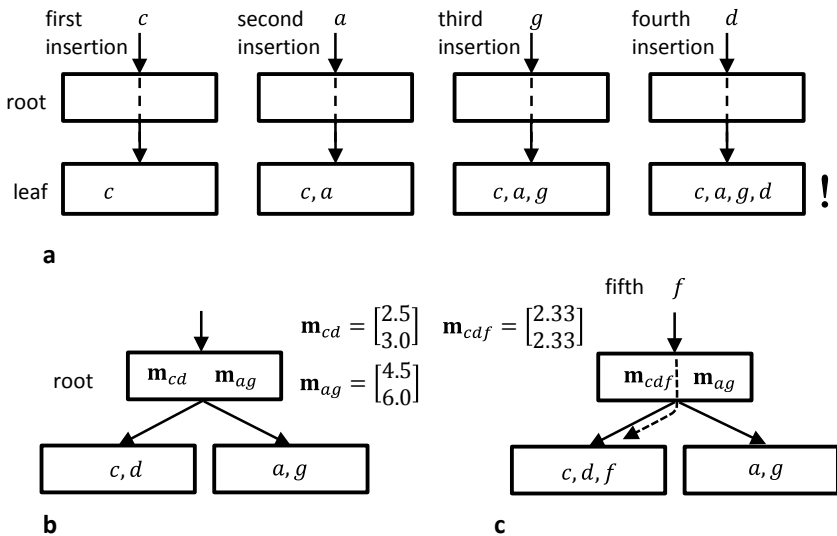 first c second a third g fourth d
insertion insertion insertion insertion
root
leaf c c, a c, a, g c, a, g, d !
a
fifth f
m_cd = [2.5 3.0] m_cdf = [2.33 2.33]
root m_cd m_ag m_ag = [4.5 6.0] m_cdf m_ag
c, d a, g c, d, f a, g
b c